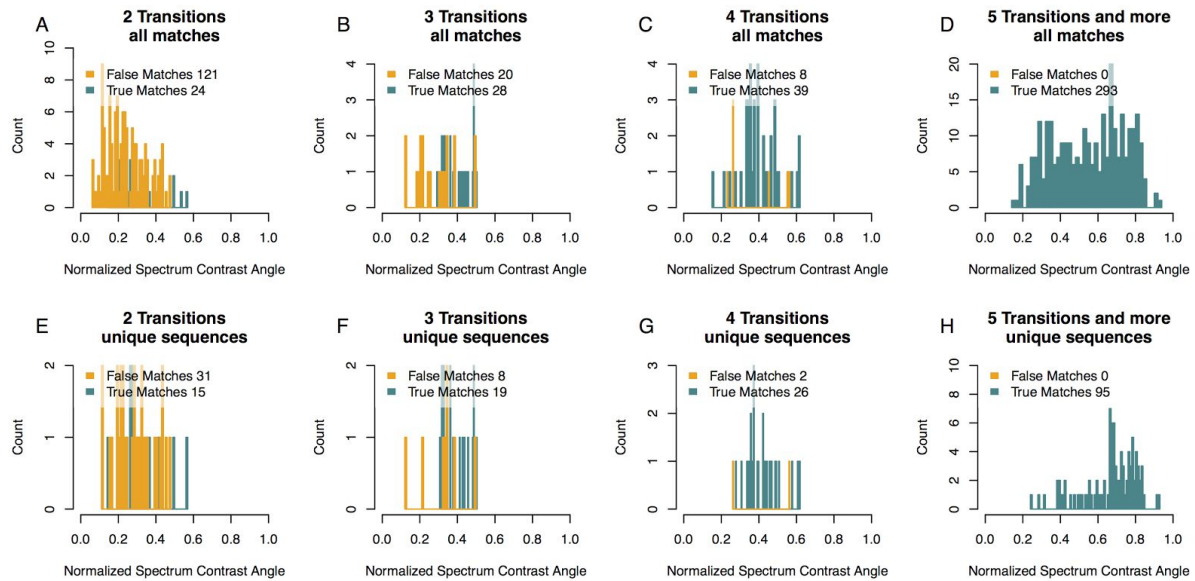 A
2 Transitions
all matches
10
8
6
4
2
0
Count
False Matches 121
True Matches 24
0.0 0.2 0.4 0.6 0.8 1.0
Normalized Spectrum Contrast Angle
B
3 Transitions
all matches
4
3
2
1
0
Count
False Matches 20
True Matches 28
0.0 0.2 0.4 0.6 0.8 1.0
Normalized Spectrum Contrast Angle
C
4 Transitions
all matches
4
3
2
1
0
Count
False Matches 8
True Matches 39
0.0 0.2 0.4 0.6 0.8 1.0
Normalized Spectrum Contrast Angle
D
5 Transitions and more
all matches
20
15
10
5
0
Count
False Matches 0
True Matches 293
0.0 0.2 0.4 0.6 0.8 1.0
Normalized Spectrum Contrast Angle
E
2 Transitions
unique sequences
2
1
0
Count
False Matches 31
True Matches 15
0.0 0.2 0.4 0.6 0.8 1.0
Normalized Spectrum Contrast Angle
F
3 Transitions
unique sequences
2
1
0
Count
False Matches 8
True Matches 19
0.0 0.2 0.4 0.6 0.8 1.0
Normalized Spectrum Contrast Angle
G
4 Transitions
unique sequences
3
2
1
0
Count
False Matches 2
True Matches 26
0.0 0.2 0.4 0.6 0.8 1.0
Normalized Spectrum Contrast Angle
H
5 Transitions and more
unique sequences
10
8
6
4
2
0
Count
False Matches 0
True Matches 95
0.0 0.2 0.4 0.6 0.8 1.0
Normalized Spectrum Contrast Angle